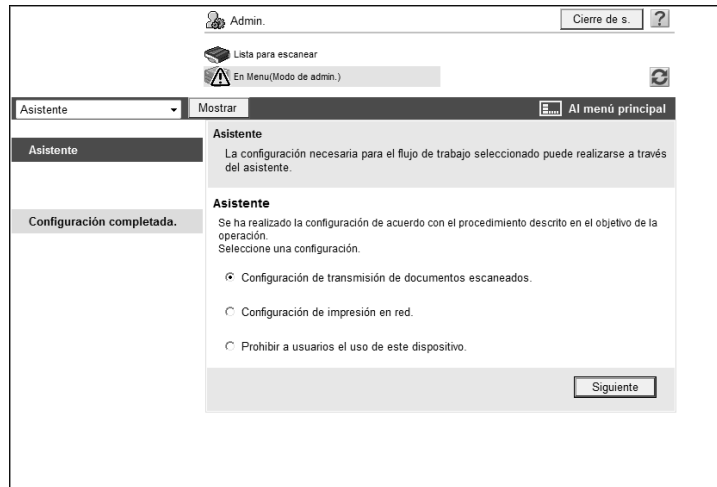 Admin.
Cierre de s.
?
Lista para escanear
En Menu(Modo de admin.)
Asistente
Mostrar
Al menú principal
Asistente
Configuración completada.
Asistente
La configuración necesaria para el flujo de trabajo seleccionado puede realizarse a través
del asistente.
Asistente
Se ha realizado la configuración de acuerdo con el procedimiento descrito en el objetivo de la
operación.
Seleccione una configuración.
Configuración de transmisión de documentos escaneados.
Configuración de impresión en red.
Prohibir a usuarios el uso de este dispositivo.
Siguiente